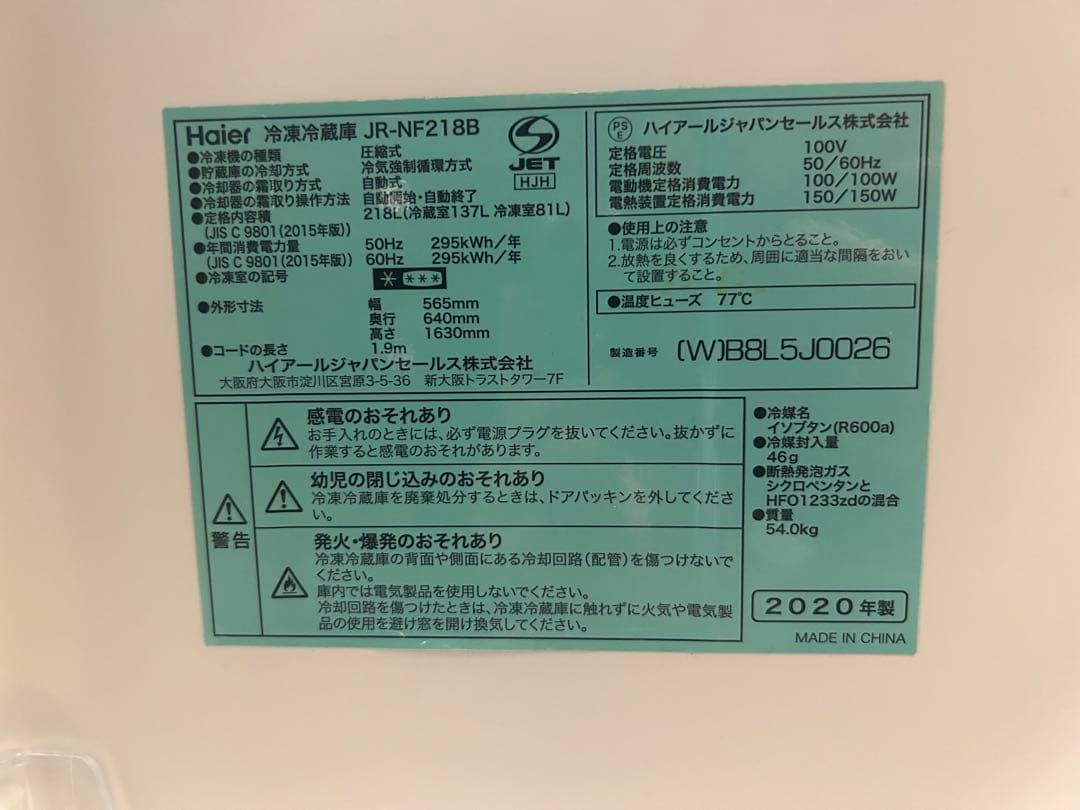 Haier 冷凍冷蔵庫 JR-NF218B
●冷凍機の種類 圧縮式
●貯蔵庫の冷却方式 冷気強制循環方式
●冷却器の霜取り方式 自動式
●冷却器の霜取り操作方法 自動開始・自動終了
●定格内容積 218L(冷蔵室137L 冷凍室81L)
(JIS C 9801(2015年版))
●年間消費電力量 50Hz 295kWh/年
(JIS C 9801(2015年版)) 60Hz 295kWh/年
●冷凍室の記号 * ***
●外形寸法 幅 565mm
奥行 640mm
高さ 1630mm
●コードの長さ 1.9m
ハイアールジャパンセールス株式会社
大阪府大阪市淀川区宮原3-5-36 新大阪トラストタワー7F
S
JET
HJH
PS
E
ハイアールジャパンセールス株式会社
定格電圧 100V
定格周波数 50/60Hz
電動機定格消費電力 100/100W
電熱装置定格消費電力 150/150W
●使用上の注意
1.電源は必ずコンセントからとること。
2.放熱を良くするため、周囲に適当な間隔をおい
て設置すること。
●温度ヒューズ 77℃
製造番号 (W)B8L5J0026
警告
感電のおそれあり
お手入れのときには、必ず電源プラグを抜いてください。抜かずに
作業すると感電のおそれがあります。
幼児の閉じ込めのおそれあり
冷凍冷蔵庫を廃棄処分するときは、ドアパッキンを外してくださ
い。
発火・爆発のおそれあり
冷凍冷蔵庫の背面や側面にある冷却回路(配管)を傷つけないで
ください。
庫内では電気製品を使用しないでください。
冷却回路を傷つけたときは、冷凍冷蔵庫に触れずに火気や電気製
品の使用を避け窓を開け換気してください。
●冷媒名
イソブタン(R600a)
●冷媒封入量
46g
●断熱発泡ガス
シクロペンタンと
HFO1233zdの混合
●質量
54.0kg
2020年製
MADE IN CHINA